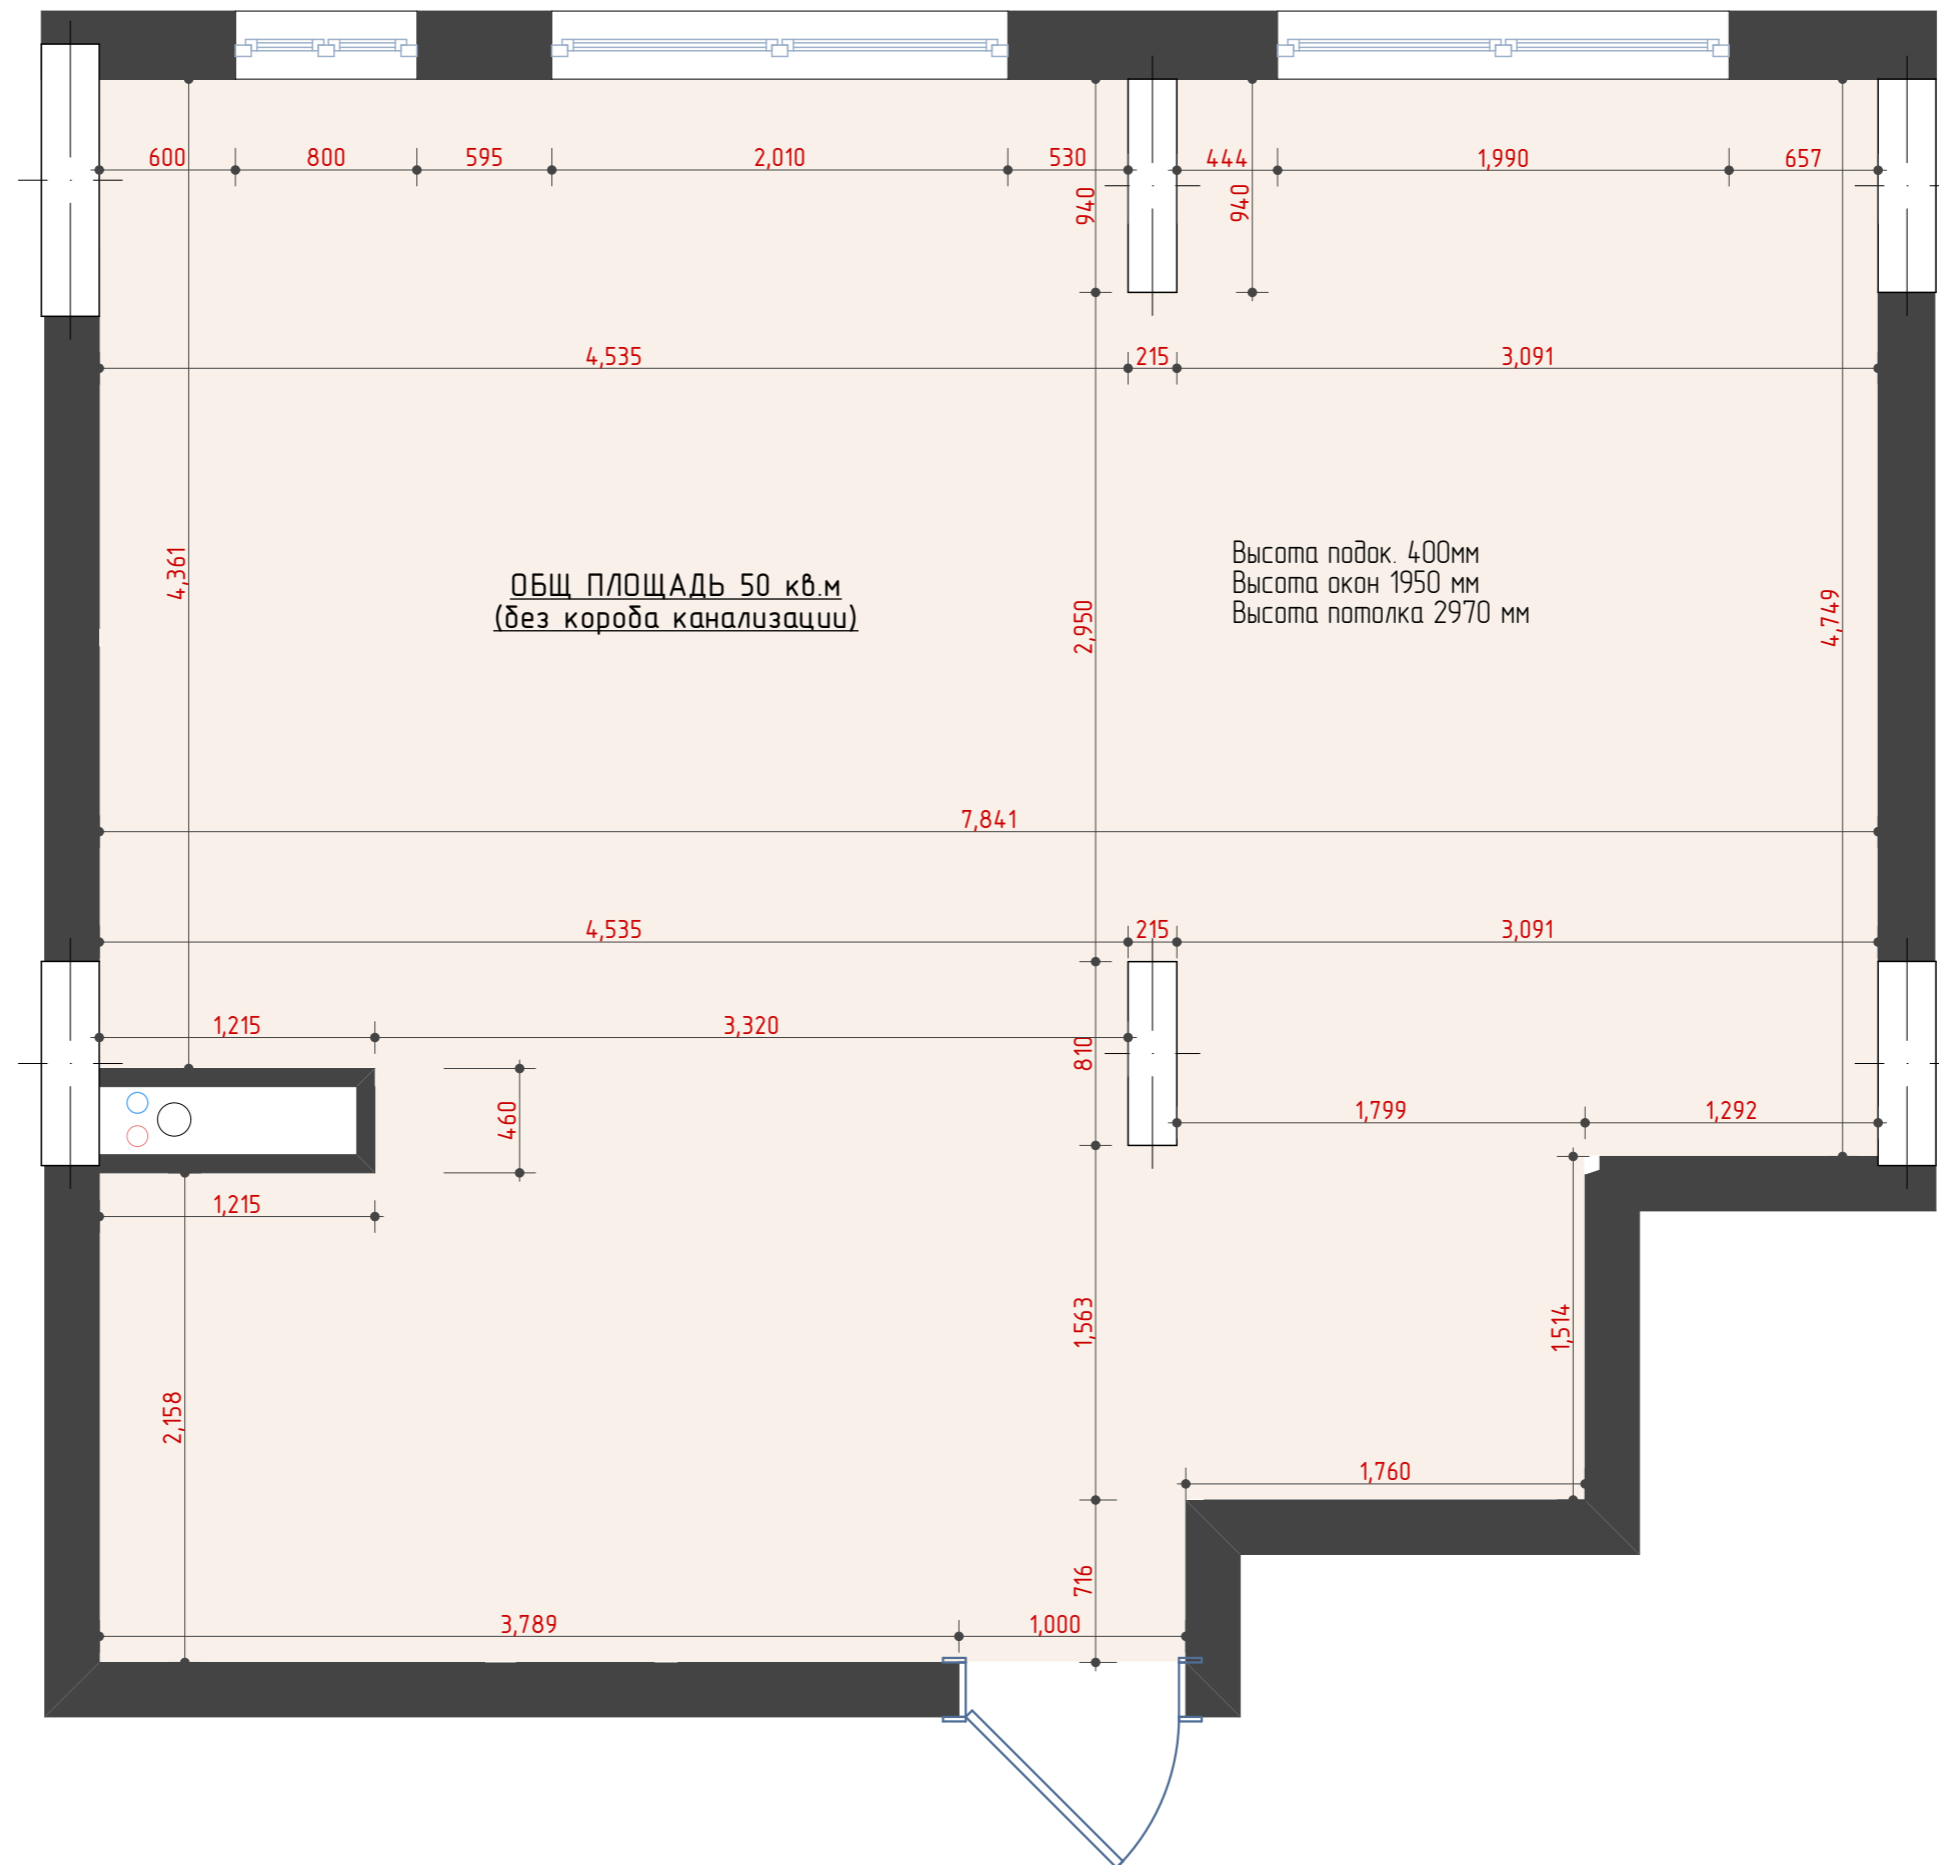 600 800 595 2,010 530 444 1,990 657
940 940
4,535 215 3,091
4,361
ОБЩ ПЛОЩАДЬ 50 кв.м
(без короба канализации)
Высота подок. 400мм
Высота окон 1950 мм
Высота потолка 2970 мм
2,950
4,749
7,841
4,535 215 3,091
1,215 3,320
810
460
1,799 1,292
1,215
1,563
1,514
2,158
1,760
716
3,789 1,000